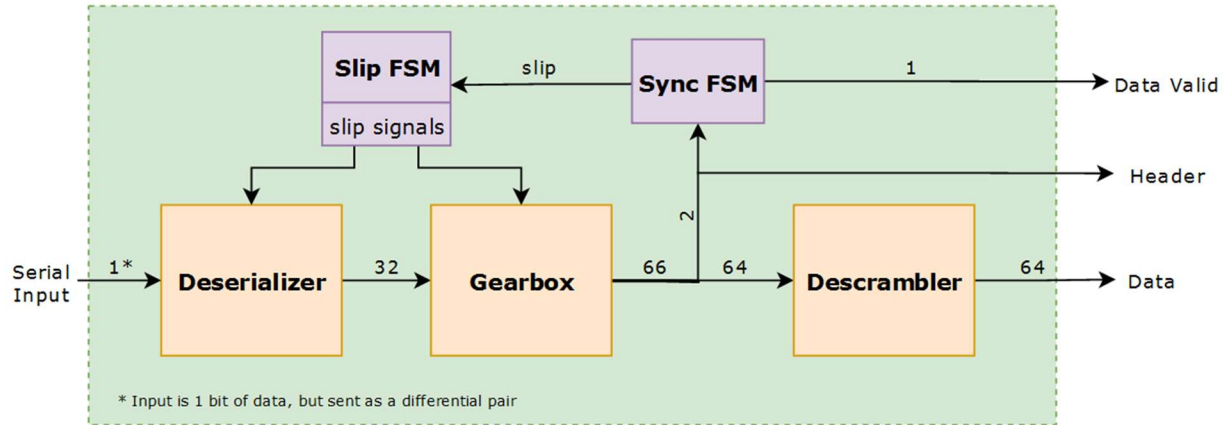 Slip FSM
slip
Sync FSM
1
Data Valid
slip signals
Header
2
Serial
Input
1*
Deserializer
32
Gearbox
66
64
Descrambler
64
Data
* Input is 1 bit of data, but sent as a differential pair